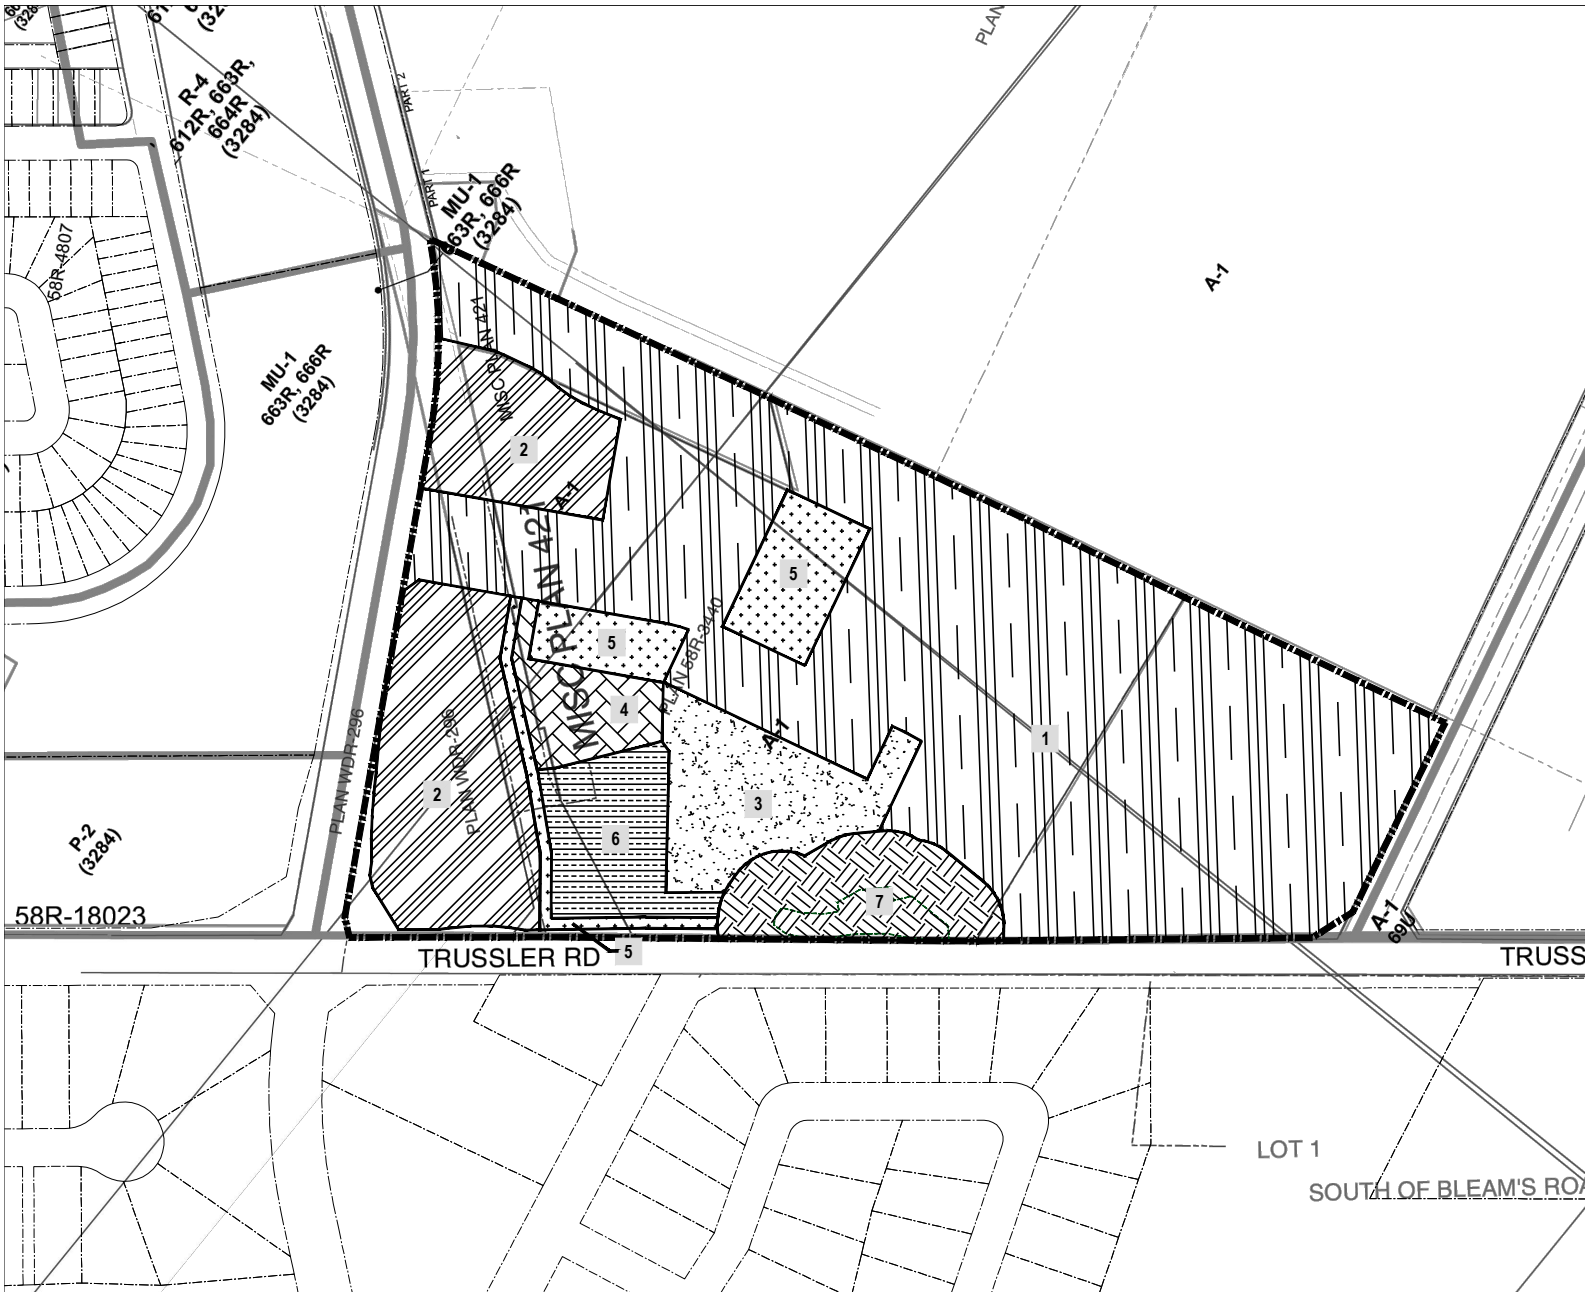 R-4
612R, 663R,
664R
(3284)
PART 2
PLAN
PART 1
MU-1
663R, 666R
(3284)
58R-4807
A-1
MISC PLAN 421
MU-1
663R, 666R
(3284)
2
A-1
MISC PLAN 421
5
5
PLAN 58R-3440
4
A-1
1
PLAN WDR-296
PLAN WDR-296
2
3
6
P-2
(3284)
7
58R-18023
A-1
69U
5
TRUSSLER RD
TRUSS
LOT 1
SOUTH OF BLEAM'S ROA